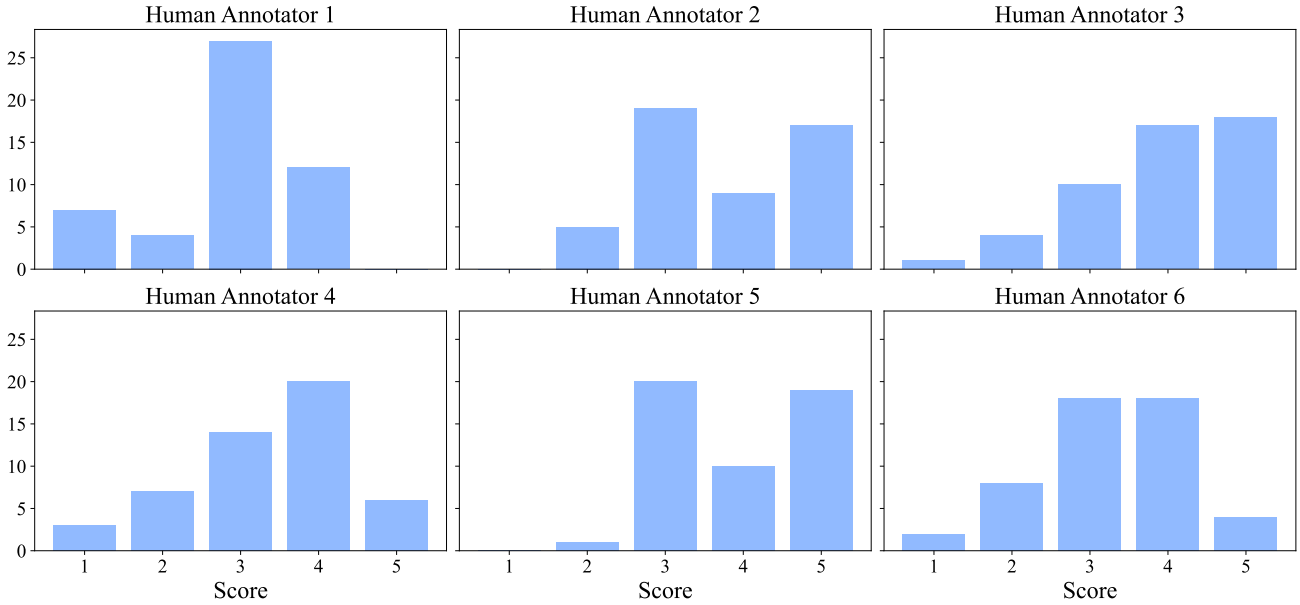 Human Annotator 1
Human Annotator 2
Human Annotator 3
25
20
15
10
5
0
Human Annotator 4
Human Annotator 5
Human Annotator 6
25
20
15
10
5
0
1 2 3 4 5
1 2 3 4 5
1 2 3 4 5
Score
Score
Score